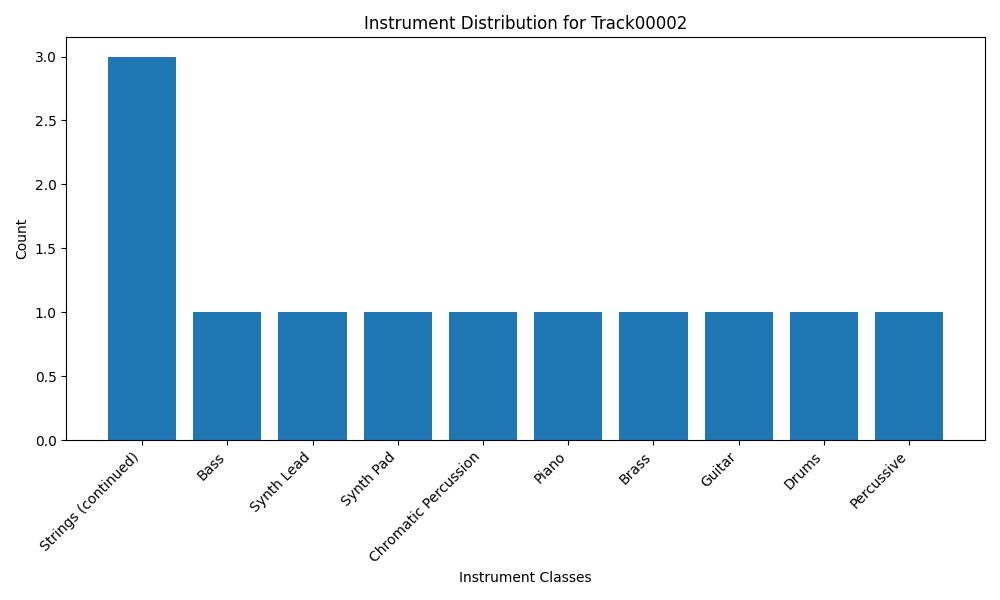 Instrument Distribution for Track00002
Count
3.0
2.5
2.0
1.5
1.0
0.5
0.0
Strings (continued)
Bass
Synth Lead
Synth Pad
Chromatic Percussion
Piano
Brass
Guitar
Drums
Percussive
Instrument Classes